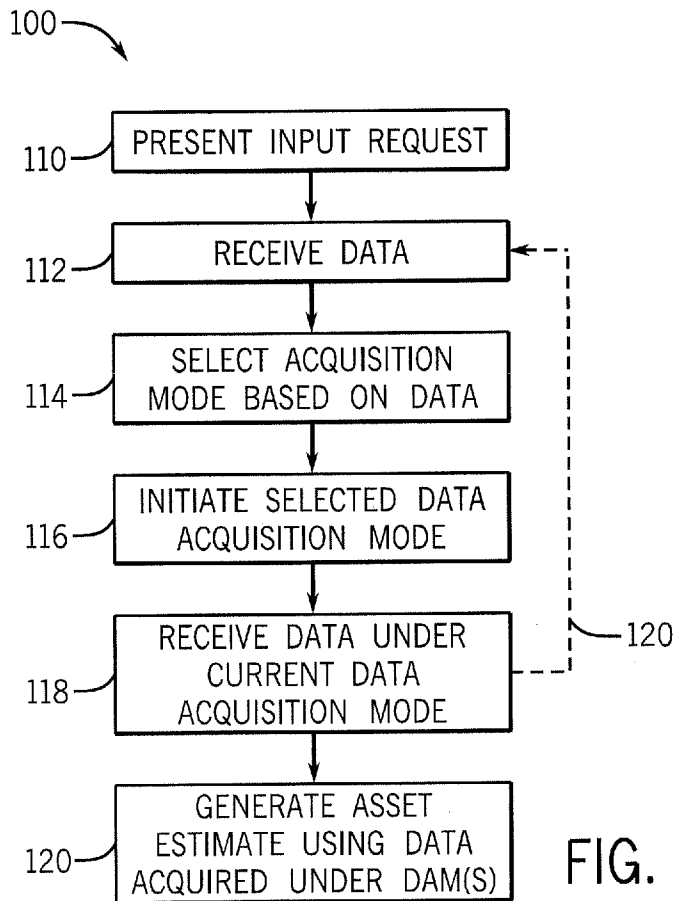 100
PRESENT INPUT REQUEST
110
RECEIVE DATA
112
SELECT ACQUISITION
MODE BASED ON DATA
114
INITIATE SELECTED DATA
ACQUISITION MODE
116
RECEIVE DATA UNDER
CURRENT DATA
ACQUISITION MODE
118
120
GENERATE ASSET
ESTIMATE USING DATA
ACQUIRED UNDER DAM(S)
120
FIG.